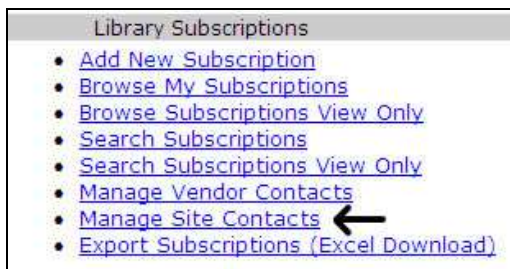 Library Subscriptions
Add New Subscription
Browse My Subscriptions
Browse Subscriptions View Only
Search Subscriptions
Search Subscriptions View Only
Manage Vendor Contacts
Manage Site Contacts
Export Subscriptions (Excel Download)